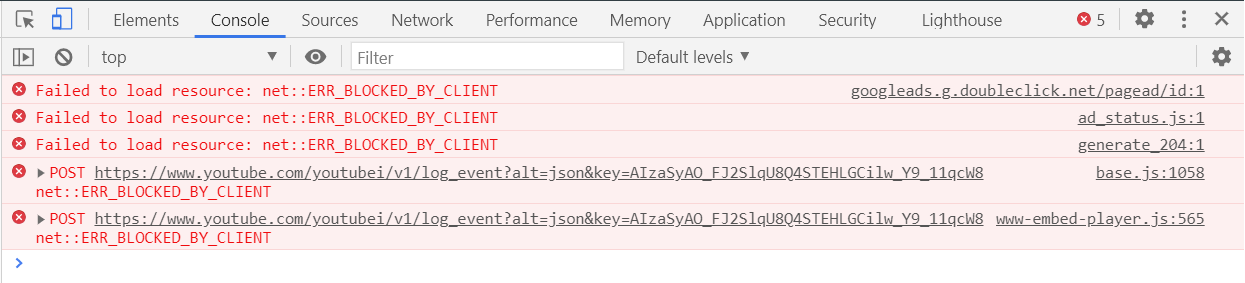 Elements Console Sources Network Performance Memory Application Security Lighthouse 5
top Filter Default levels
Failed to load resource: net::ERR_BLOCKED_BY_CLIENT googleads.g.doubleclick.net/pagead/id:1
Failed to load resource: net::ERR_BLOCKED_BY_CLIENT ad_status.js:1
Failed to load resource: net::ERR_BLOCKED_BY_CLIENT generate_204:1
POST https://www.youtube.com/youtubei/v1/log_event?alt=json&key=AIzaSyAO_FJ2SlqU8Q4STEHLGCilw_Y9_11qcW8 base.js:1058
net::ERR_BLOCKED_BY_CLIENT
POST https://www.youtube.com/youtubei/v1/log_event?alt=json&key=AIzaSyAO_FJ2SlqU8Q4STEHLGCilw_Y9_11qcW8 www-embed-player.js:565
net::ERR_BLOCKED_BY_CLIENT